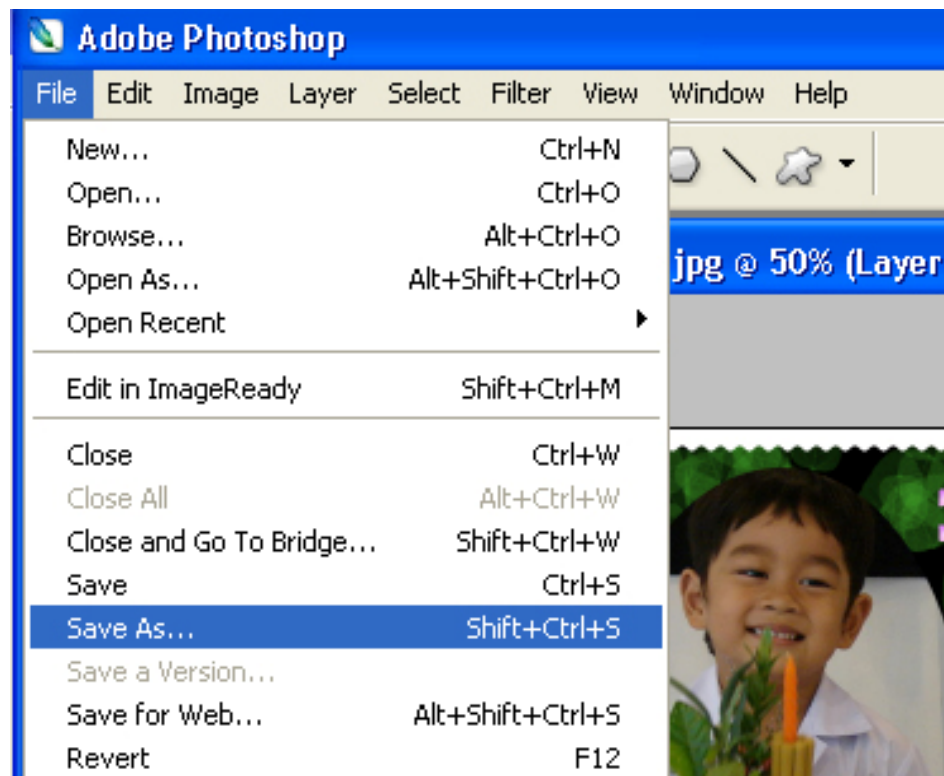 Adobe Photoshop
File Edit Image Layer Select Filter View Window Help
New... Ctrl+N
Open... Ctrl+O
Browse... Alt+Ctrl+O
Open As... Alt+Shift+Ctrl+O
Open Recent
jpg @ 50% (Layer
Edit in ImageReady Shift+Ctrl+M
Close Ctrl+W
Close All Alt+Ctrl+W
Close and Go To Bridge... Shift+Ctrl+W
Save Ctrl+S
Save As... Shift+Ctrl+S
Save a Version...
Save for Web... Alt+Shift+Ctrl+S
Revert F12